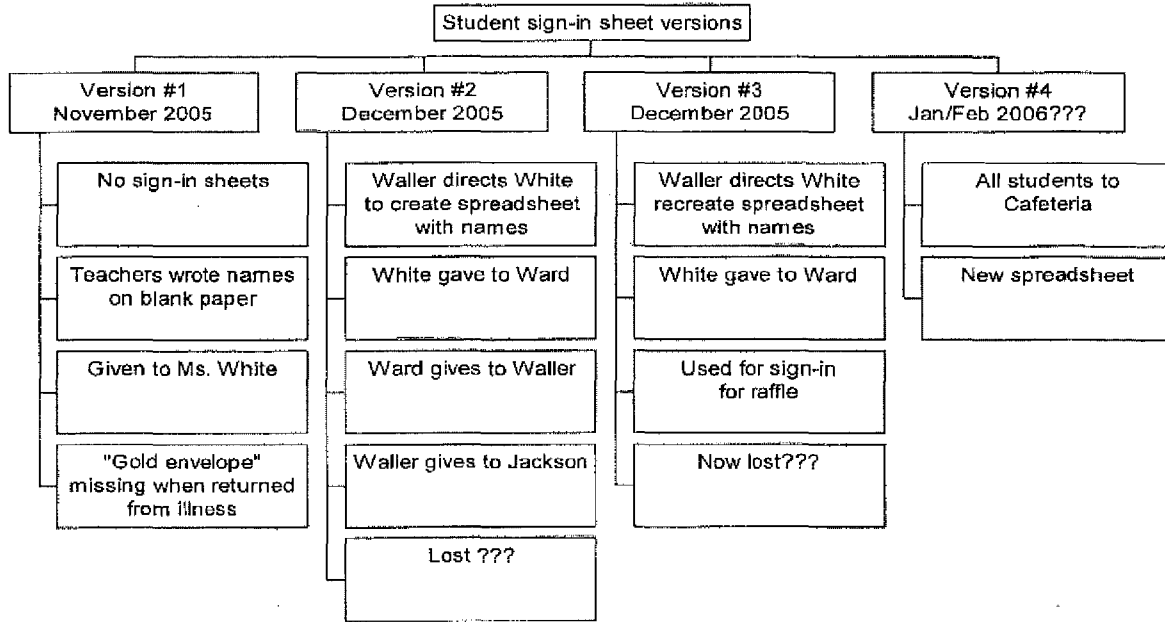 Student sign-in sheet versions
Version #1
November 2005
No sign-in sheets
Teachers wrote names
on blank paper
Given to Ms. White
"Gold envelope"
missing when returned
from illness
Version #2
December 2005
Waller directs White
to create spreadsheet
with names
White gave to Ward
Ward gives to Waller
Waller gives to Jackson
Lost ???
Version #3
December 2005
Waller directs White
recreate spreadsheet
with names
White gave to Ward
Used for sign-in
for raffle
Now lost???
Version #4
Jan/Feb 2006???
All students to
Cafeteria
New spreadsheet